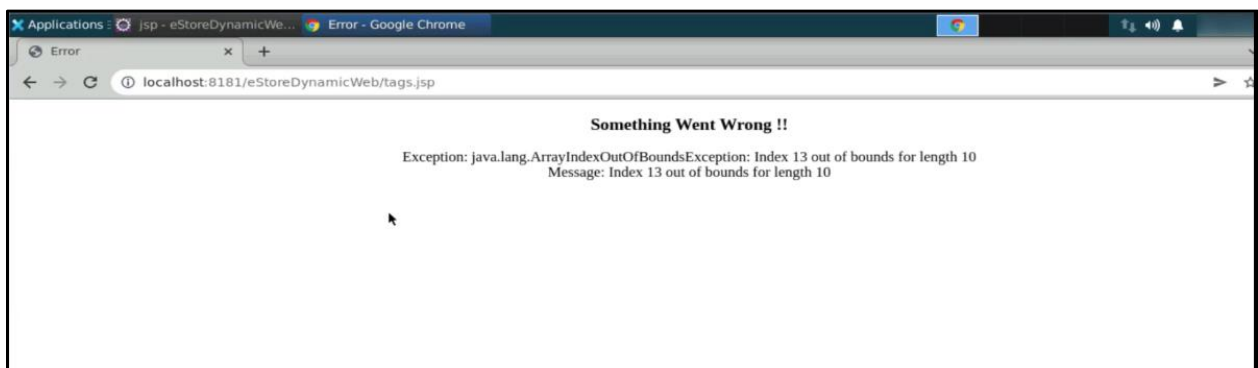 Applications
jsp - eStoreDynamicWe...
Error - Google Chrome
Error
localhost:8181/eStoreDynamicWeb/tags.jsp
Something Went Wrong !!
Exception: java.lang.ArrayIndexOutOfBoundsException: Index 13 out of bounds for length 10
Message: Index 13 out of bounds for length 10